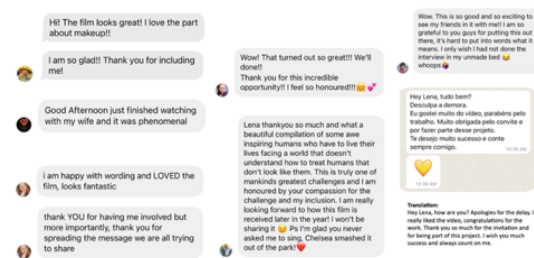 Hi! The film looks great! I love the part
about makeup!!
I am so glad!! Thank you for including
me!
Good Afternoon just finished watching
with my wife and it was phenomenal
i am happy with wording and LOVED the
film, looks fantastic
thank YOU for having me involved but
more importantly, thank you for
spreading the message we are all trying
to share
Wow! That turned out so great!!! We'll
done!!
Thank you for this incredible
opportunity!! I feel so honoured!!!😊💕
Lena thankyou so much and what a
beautiful compilation of some awe
inspiring humans who have to live their
lives facing a world that doesn't
understand how to treat humans that
don't look like them. This is truly one of
mankinds greatest challenges and I am
honoured by your compassion for the
challenge and my inclusion. I am really
looking forward to how this film is
received later in the year! I won't be
sharing it 😉 Ps I'm glad you never
asked me to sing, Chelsea smashed it
out of the park!❤️
Wow. This is so good and so exciting to
see my friends in it with me!! I am so
grateful to you guys for putting this out
there, it's hard to put into words what it
means. I only wish I had not done the
interview in my unmade bed 😂
whoops🤦‍♀️
Hey Lena, tudo bem?
Desculpa a demora.
Eu gostei muito do vídeo, parabéns pelo
trabalho. Muito obrigada pelo convite e
por fazer parte desse projeto.
Te desejo muito sucesso e conte
sempre comigo.
10:36 AM
💛
10:36 AM
Translation:
Hey Lena, how are you? Apologies for the delay. I
really liked the video, congratulations for the
work. Thank you so much for the invitation and
for being part of this project. I wish you much
success and always count on me.